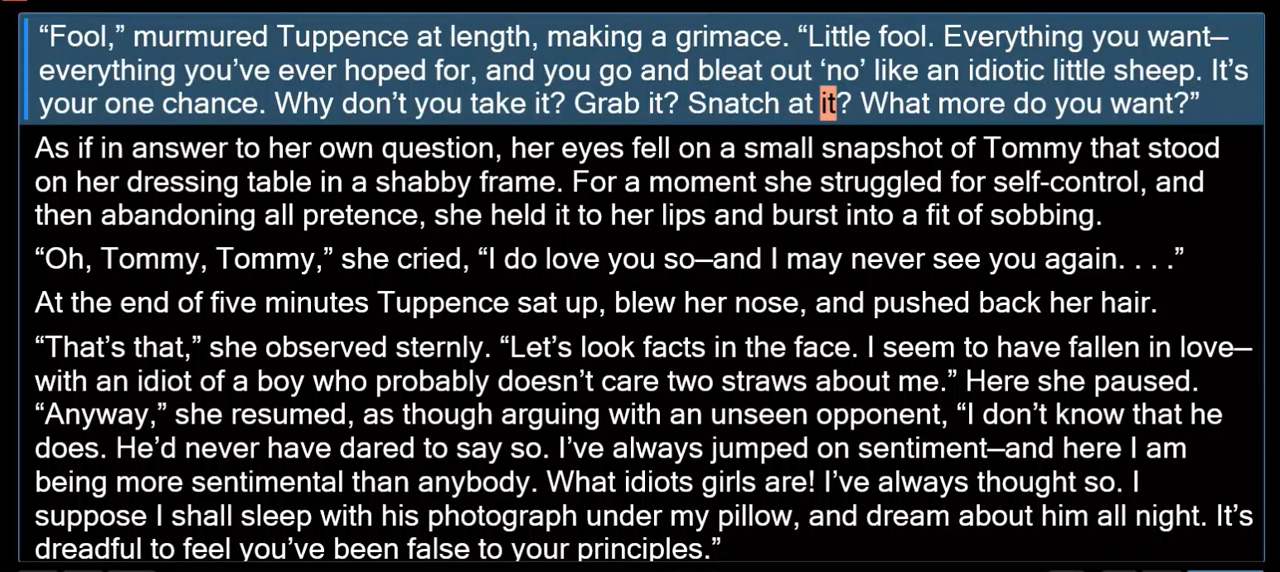 “Fool,” murmured Tuppence at length, making a grimace. “Little fool. Everything you want—
everything you’ve ever hoped for, and you go and bleat out ‘no’ like an idiotic little sheep. It’s
your one chance. Why don’t you take it? Grab it? Snatch at it? What more do you want?”
As if in answer to her own question, her eyes fell on a small snapshot of Tommy that stood
on her dressing table in a shabby frame. For a moment she struggled for self-control, and
then abandoning all pretence, she held it to her lips and burst into a fit of sobbing.
“Oh, Tommy, Tommy,” she cried, “I do love you so—and I may never see you again. . . .”
At the end of five minutes Tuppence sat up, blew her nose, and pushed back her hair.
“That’s that,” she observed sternly. “Let’s look facts in the face. I seem to have fallen in love—
with an idiot of a boy who probably doesn’t care two straws about me.” Here she paused.
“Anyway,” she resumed, as though arguing with an unseen opponent, “I don’t know that he
does. He’d never have dared to say so. I’ve always jumped on sentiment—and here I am
being more sentimental than anybody. What idiots girls are! I’ve always thought so. I
suppose I shall sleep with his photograph under my pillow, and dream about him all night. It’s
dreadful to feel you’ve been false to your principles.”